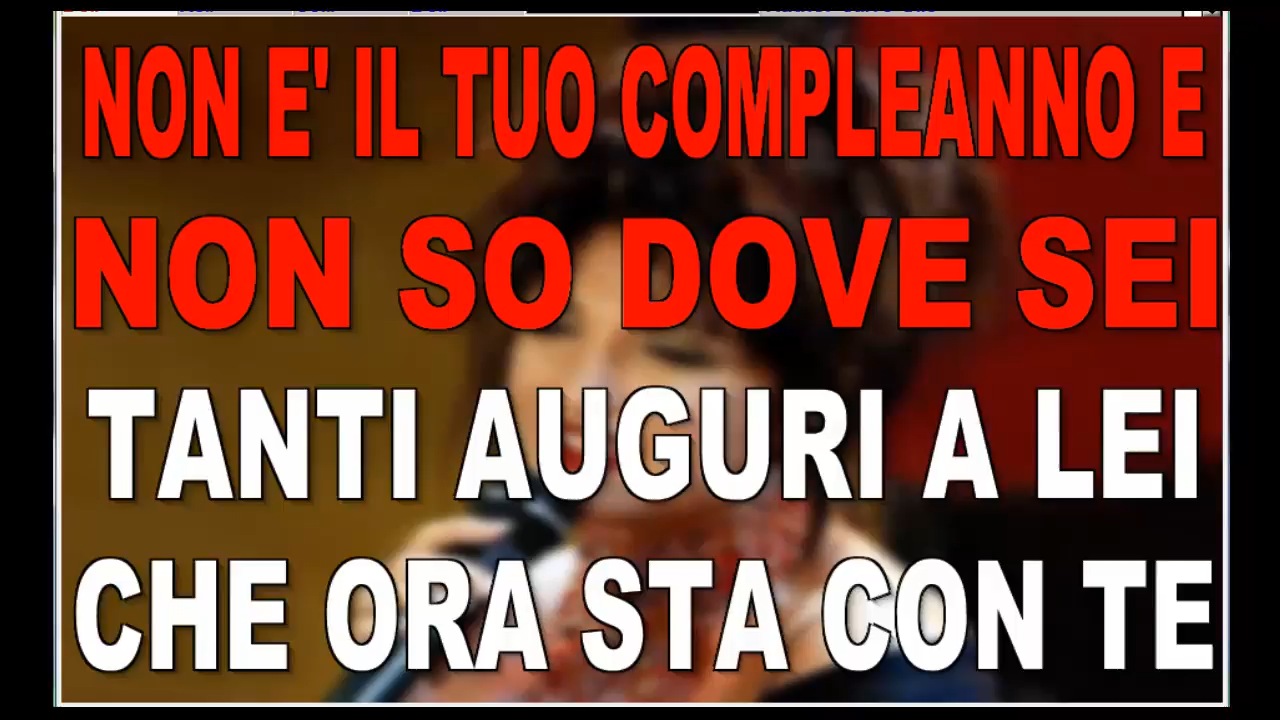 NON E' IL TUO COMPLEANNO E
NON SO DOVE SEI
TANTI AUGURI A LEI
CHE ORA STA CON TE